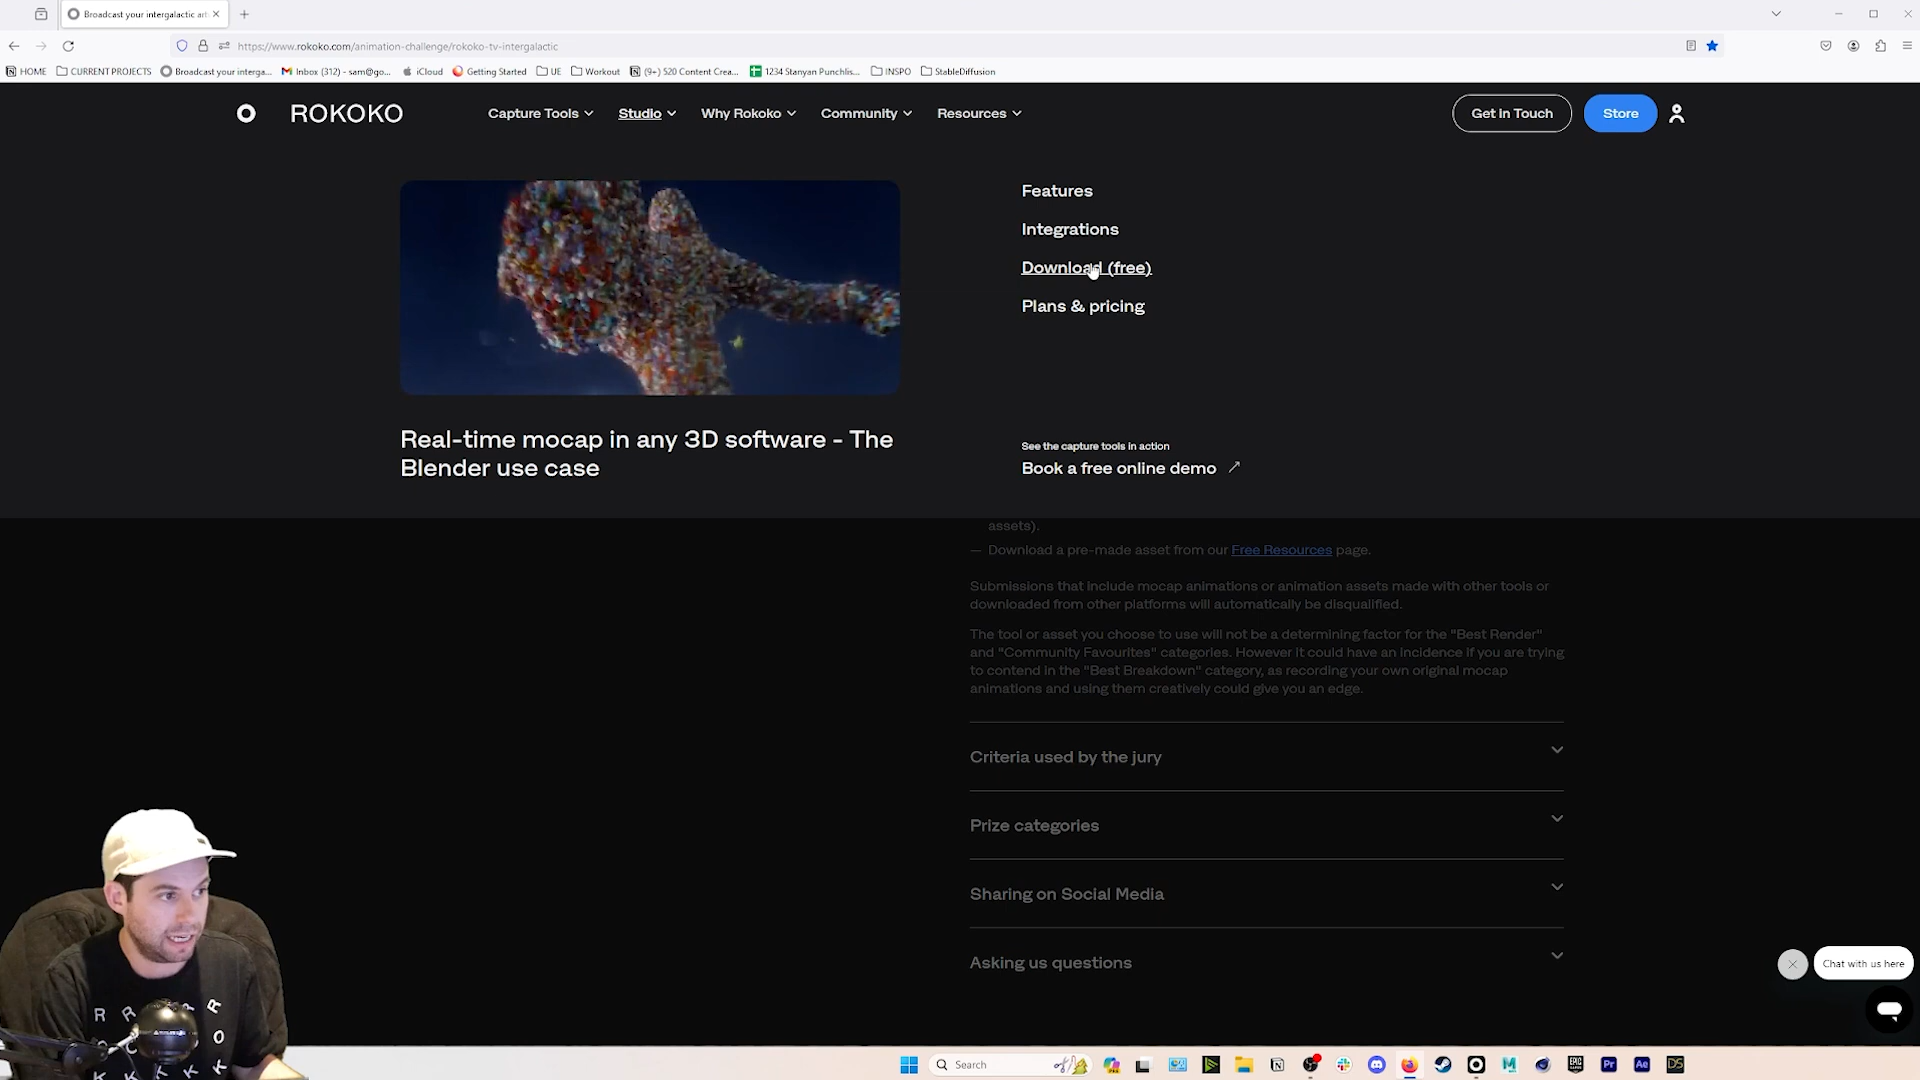 Broadcast your intergalactic art
https://www.rokoko.com/animation-challenge/rokoko-tv-intergalactic
HOME
CURRENT PROJECTS
Broadcast your interga...
Inbox (312) - sam@go...
iCloud
Getting Started
UE
Workout
(9+) 520 Content Crea...
1234 Stanyan Punchlis...
INSPO
StableDiffusion
ROKOKO
Capture Tools
Studio
Why Rokoko
Community
Resources
Get in Touch
Store
Features
Integrations
Download (free)
Plans & pricing
Real-time mocap in any 3D software - The
Blender use case
See the capture tools in action
Book a free online demo
assets).
— Download a pre-made asset from our Free Resources page.
Submissions that include mocap animations or animation assets made with other tools or
downloaded from other platforms will automatically be disqualified.
The tool or asset you choose to use will not be a determining factor for the "Best Render"
and "Community Favourites" categories. However it could have an incidence if you are trying
to contend in the "Best Breakdown" category, as recording your own original mocap
animations and using them creatively could give you an edge.
Criteria used by the jury
Prize categories
Sharing on Social Media
Asking us questions
Chat with us here
Search